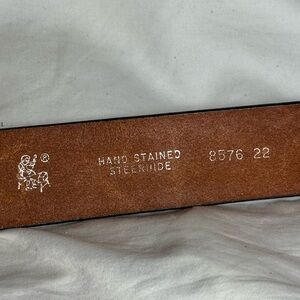 ®
HAND STAINED
STEERHIDE
8576 22